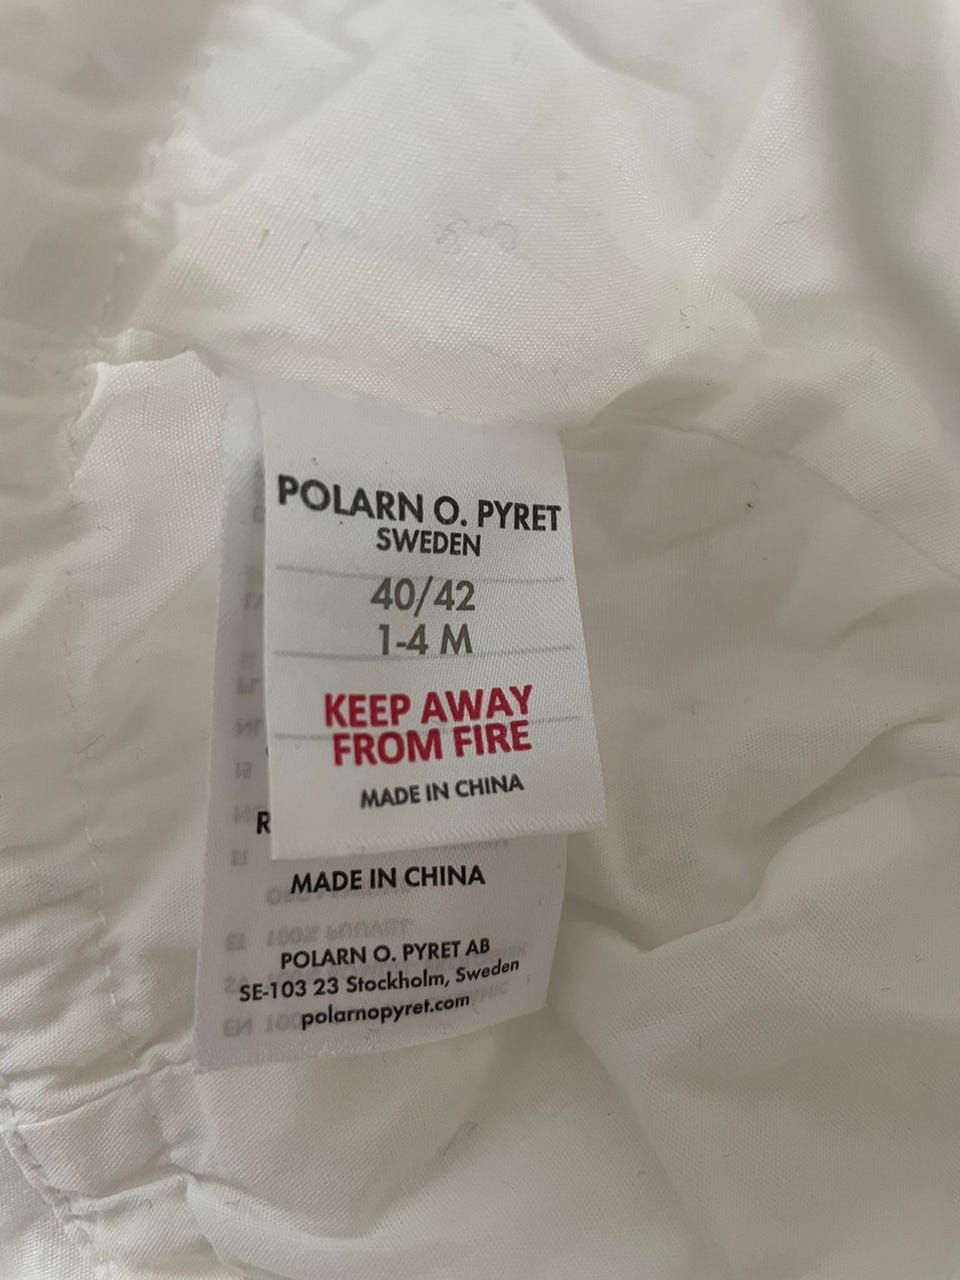 POLARN O. PYRET
SWEDEN
40/42
1-4 M
KEEP AWAY
FROM FIRE
MADE IN CHINA
MADE IN CHINA
POLARN O. PYRET AB
SE-103 23 Stockholm, Sweden
polarnopyret.com